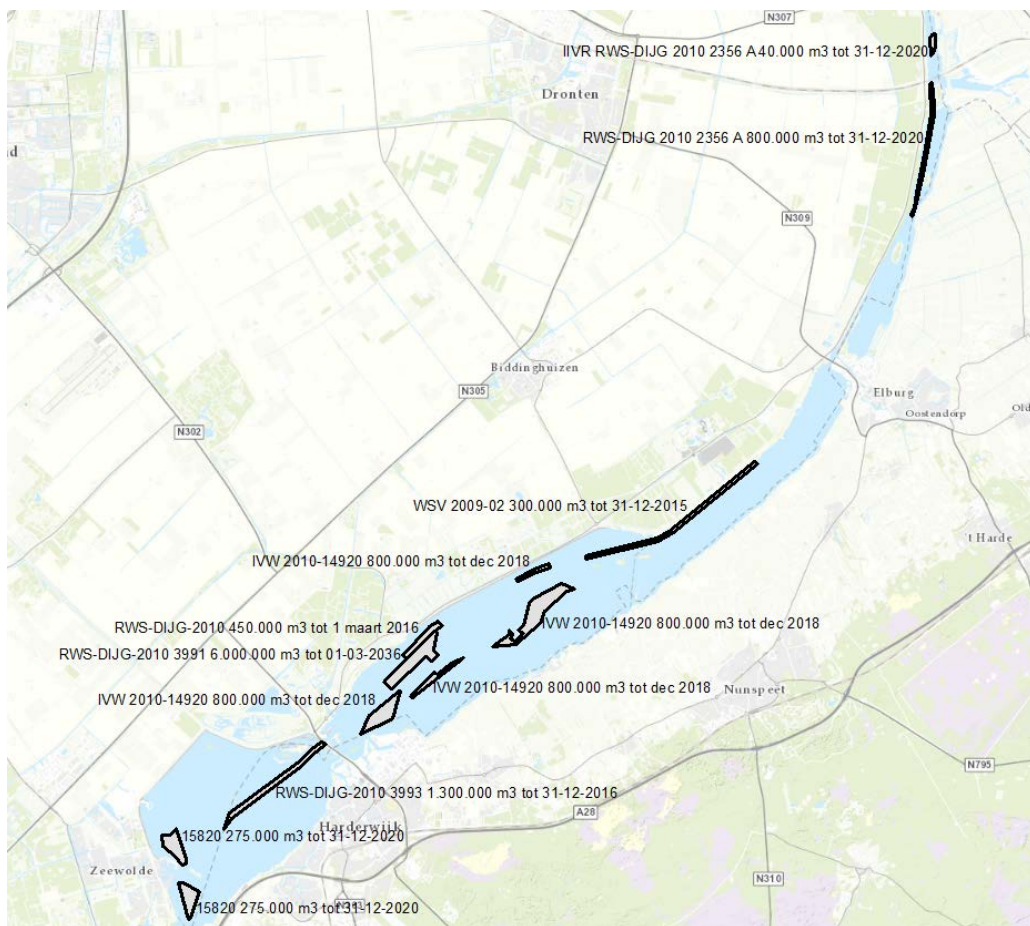 N307
IIVR RWS-DIJG 2010 2356 A 40.000 m3 tot 31-12-2020
Dronten
RWS-DIJG 2010 2356 A 800.000 m3 tot 31-12-2020
N309
Biddinghuizen
N305
Elburg
Oostendorp
N302
WSV 2009-02 300.000 m3 tot 31-12-2015
't Harde
IVW 2010-14920 800.000 m3 tot dec 2018
RWS-DIJG-2010 450.000 m3 tot 1 maart 2016
IVW 2010-14920 800.000 m3 tot dec 2018
RWS-DIJG-2010 3991 6.000.000 m3 tot 01-03-2036
IVW 2010-14920 800.000 m3 tot dec 2018
IVW 2010-14920 800.000 m3 tot dec 2018
Nunspeet
N795
RWS-DIJG-2010 3993 1.300.000 m3 tot 31-12-2016
A28
Harderwijk
15820 275.000 m3 tot 31-12-2020
Zeewolde
N310
15820 275.000 m3 tot 31-12-2020